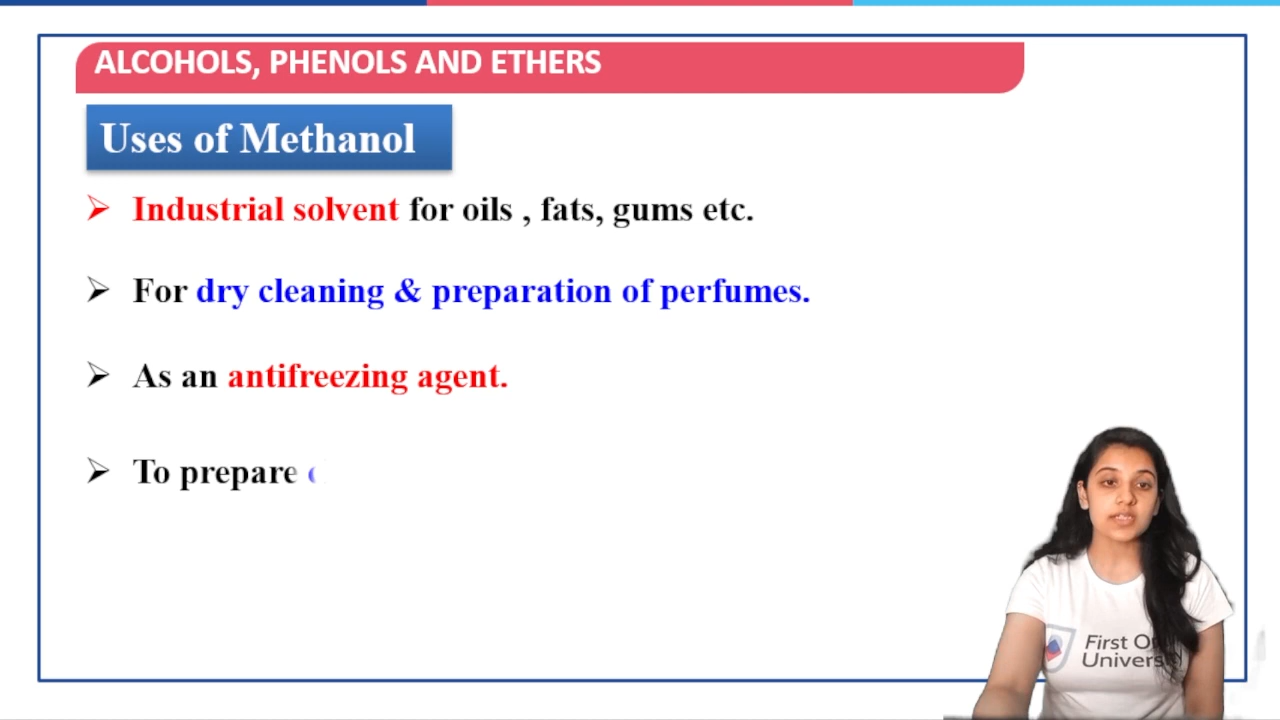 ALCOHOLS, PHENOLS AND ETHERS
Uses of Methanol
Industrial solvent for oils , fats, gums etc.
For dry cleaning & preparation of perfumes.
As an antifreezing agent.
To prepare
First